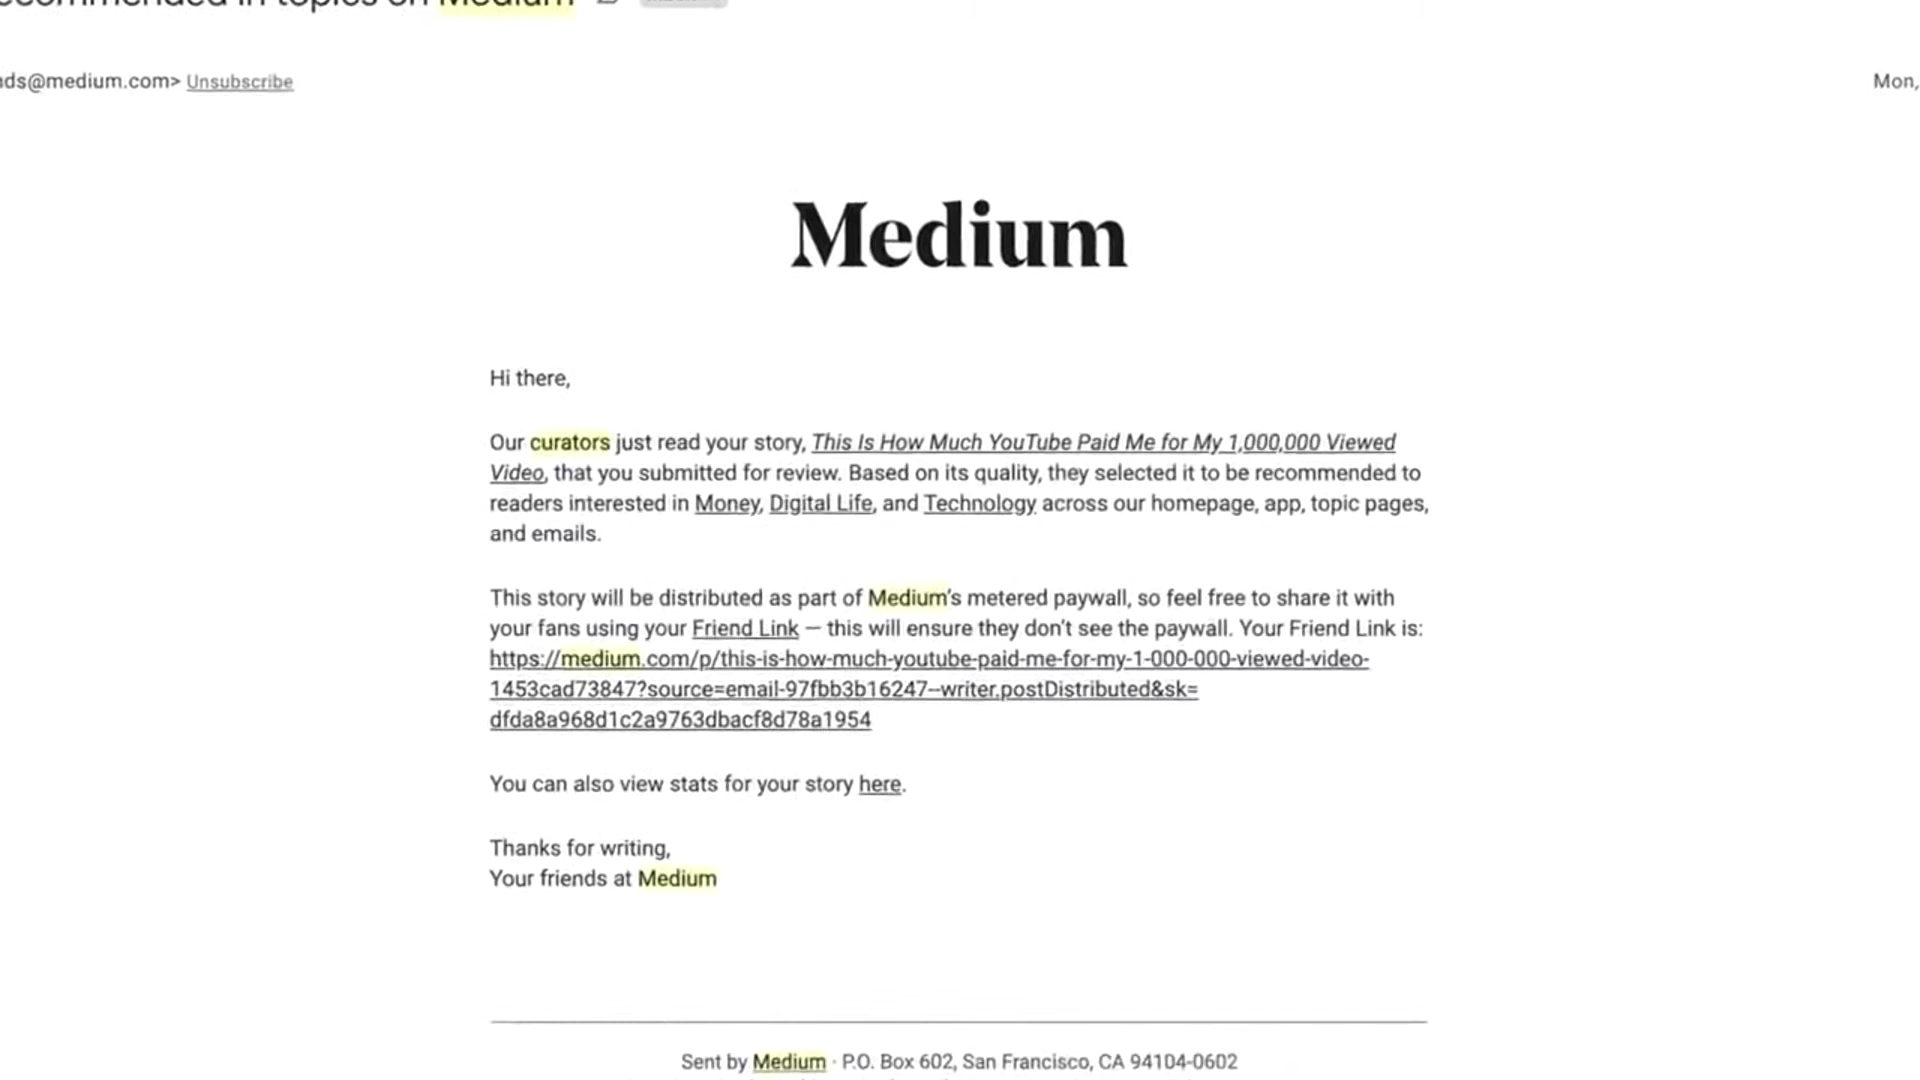 recommended in topics on Medium
nds@medium.com> Unsubscribe
Mon,
Medium
Hi there,
Our curators just read your story, This Is How Much YouTube Paid Me for My 1,000,000 Viewed
Video, that you submitted for review. Based on its quality, they selected it to be recommended to
readers interested in Money, Digital Life, and Technology across our homepage, app, topic pages,
and emails.
This story will be distributed as part of Medium's metered paywall, so feel free to share it with
your fans using your Friend Link — this will ensure they don't see the paywall. Your Friend Link is:
https://medium.com/p/this-is-how-much-youtube-paid-me-for-my-1-000-000-viewed-video-
1453cad73847?source=email-97fbb3b16247--writer.postDistributed&sk=
dfda8a968d1c2a9763dbacf8d78a1954
You can also view stats for your story here.
Thanks for writing,
Your friends at Medium
Sent by Medium · P.O. Box 602, San Francisco, CA 94104-0602